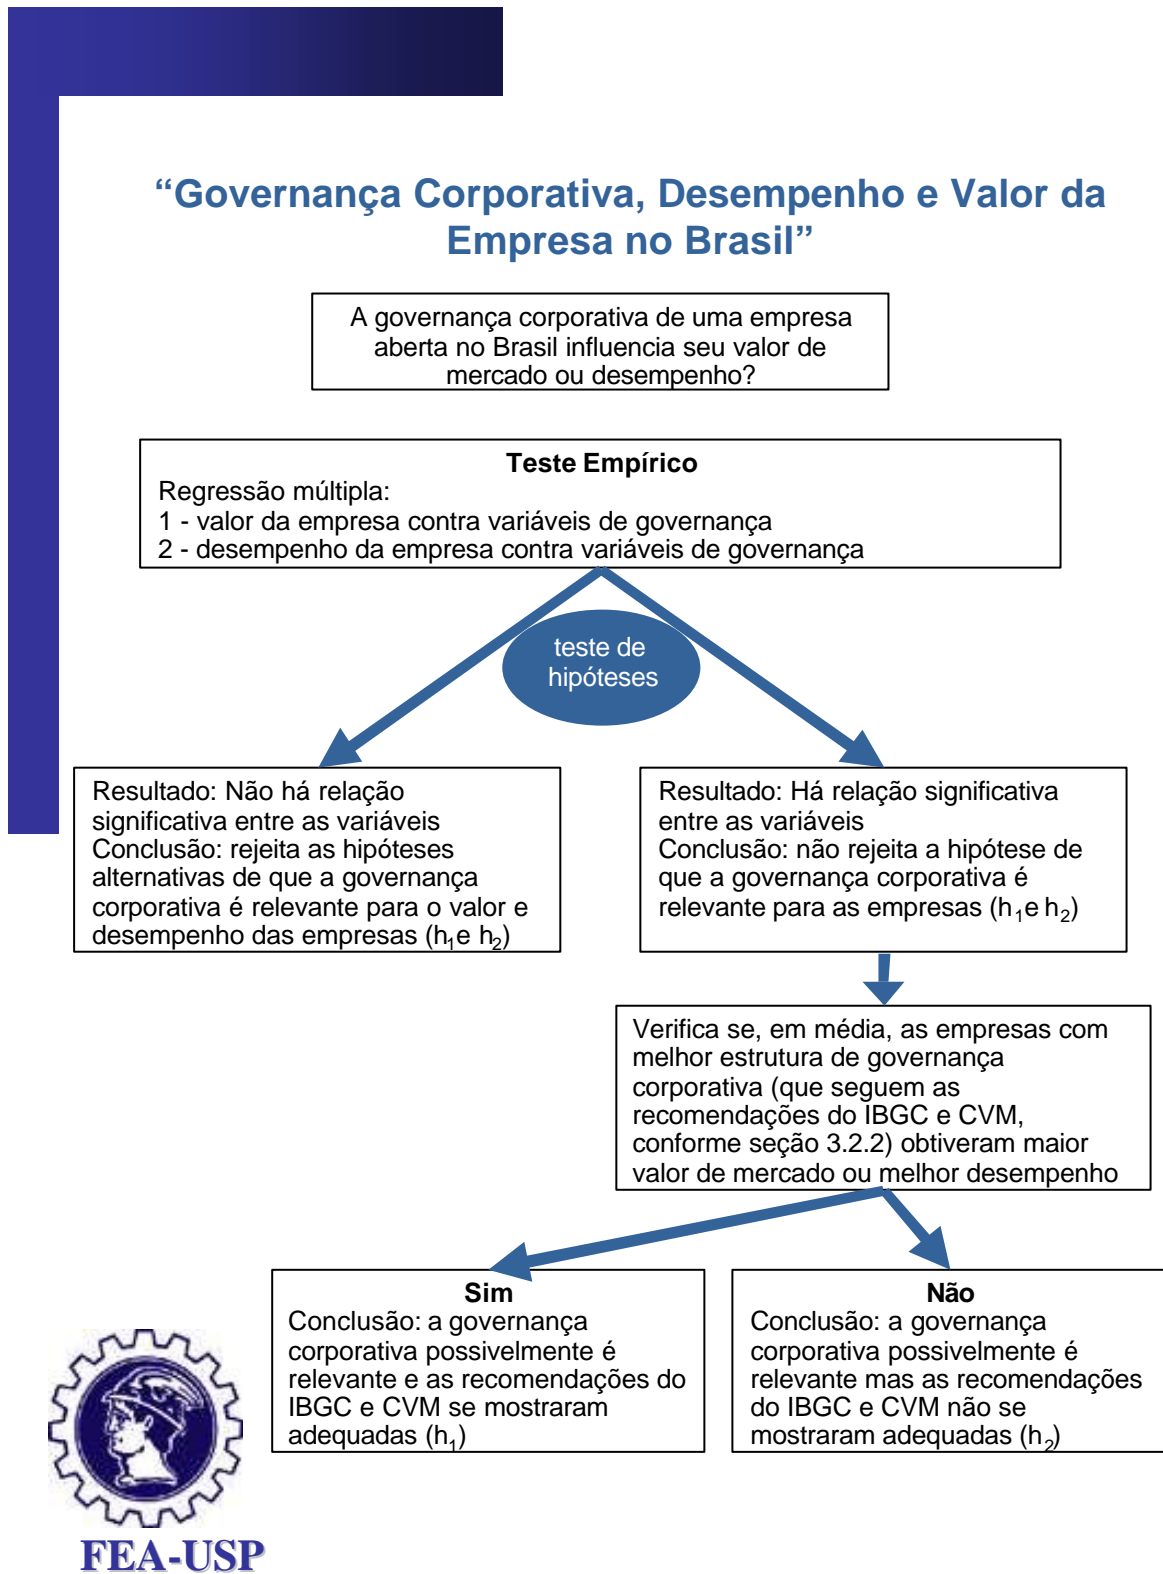 “Governança Corporativa, Desempenho e Valor da
Empresa no Brasil”
A governança corporativa de uma empresa
aberta no Brasil influencia seu valor de
mercado ou desempenho?
Teste Empírico
Regressão múltipla:
1 - valor da empresa contra variáveis de governança
2 - desempenho da empresa contra variáveis de governança
teste de
hipóteses
Resultado: Não há relação
significativa entre as variáveis
Conclusão: rejeita as hipóteses
alternativas de que a governança
corporativa é relevante para o valor e
desempenho das empresas (h₁e h₂)
Resultado: Há relação significativa
entre as variáveis
Conclusão: não rejeita a hipótese de
que a governança corporativa é
relevante para as empresas (h₁e h₂)
Verifica se, em média, as empresas com
melhor estrutura de governança
corporativa (que seguem as
recomendações do IBGC e CVM,
conforme seção 3.2.2) obtiveram maior
valor de mercado ou melhor desempenho
Sim
Conclusão: a governança
corporativa possivelmente é
relevante e as recomendações do
IBGC e CVM se mostraram
adequadas (h₁)
Não
Conclusão: a governança
corporativa possivelmente é
relevante mas as recomendações
do IBGC e CVM não se
mostraram adequadas (h₂)
FEA-USP